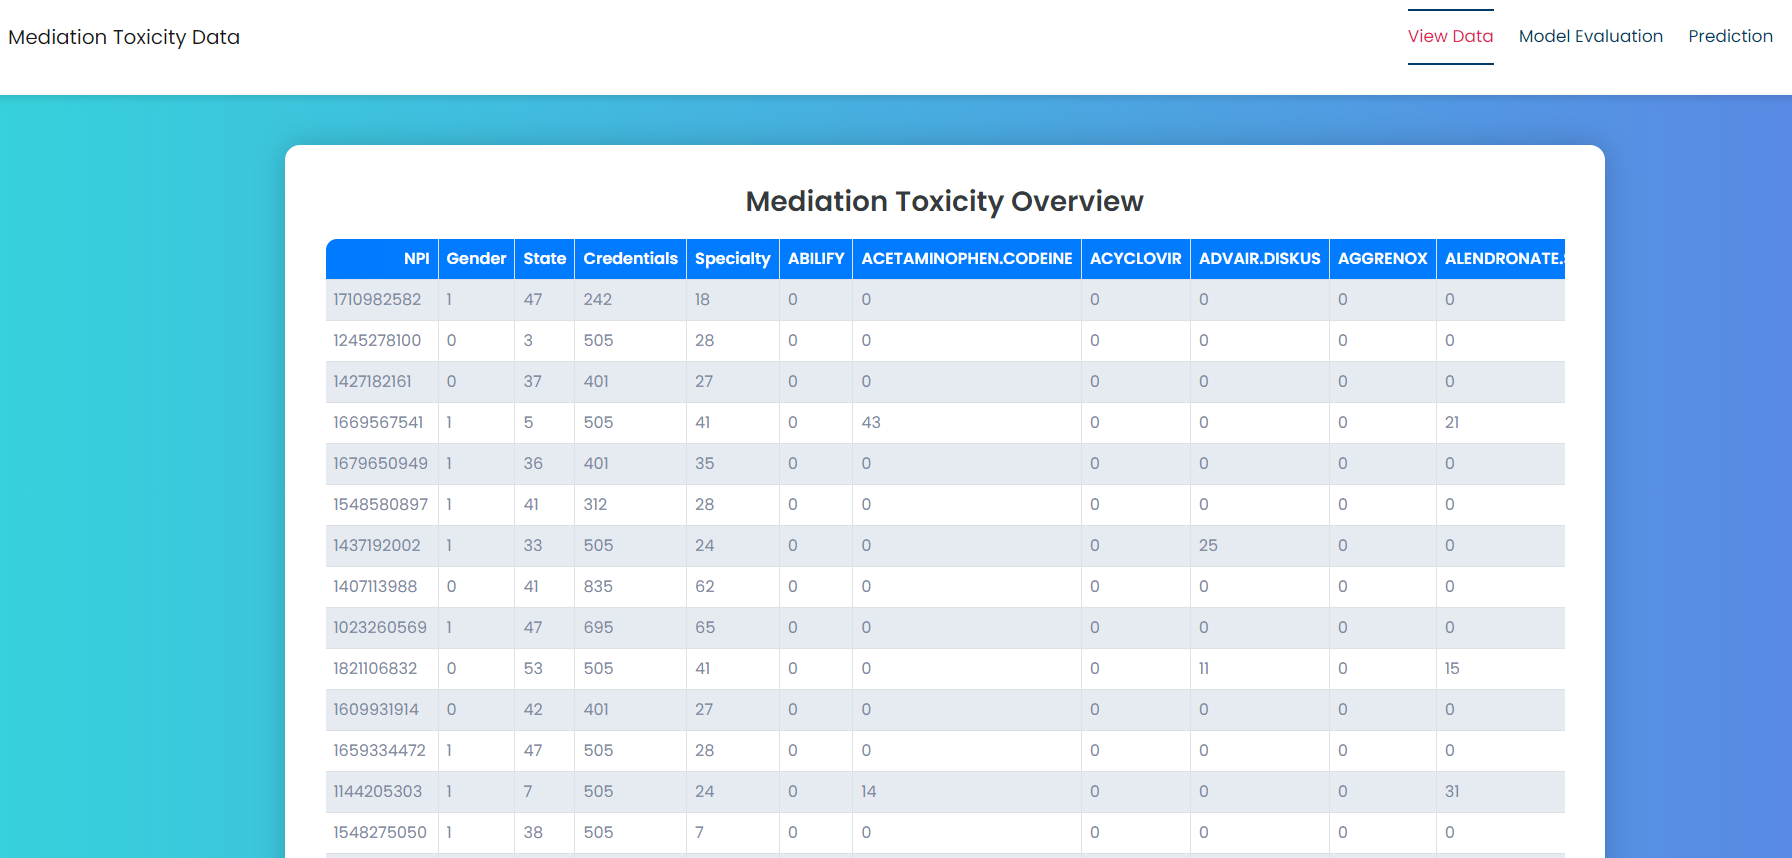 Mediation Toxicity Data
View Data Model Evaluation Prediction
Mediation Toxicity Overview
NPI Gender State Credentials Specialty ABILIFY ACETAMINOPHEN.CODEINE ACYCLOVIR ADVAIR.DISKUS AGGRENOX ALENDRONATE.
1710982582 1 47 242 18 0 0 0 0 0 0
1245278100 0 3 505 28 0 0 0 0 0 0
1427182161 0 37 401 27 0 0 0 0 0 0
1669567541 1 5 505 41 0 43 0 0 0 21
1679650949 1 36 401 35 0 0 0 0 0 0
1548580897 1 41 312 28 0 0 0 0 0 0
1437192002 1 33 505 24 0 0 0 25 0 0
1407113988 0 41 835 62 0 0 0 0 0 0
1023260569 1 47 695 65 0 0 0 0 0 0
1821106832 0 53 505 41 0 0 0 11 0 15
1609931914 0 42 401 27 0 0 0 0 0 0
1659334472 1 47 505 28 0 0 0 0 0 0
1144205303 1 7 505 24 0 14 0 0 0 31
1548275050 1 38 505 7 0 0 0 0 0 0